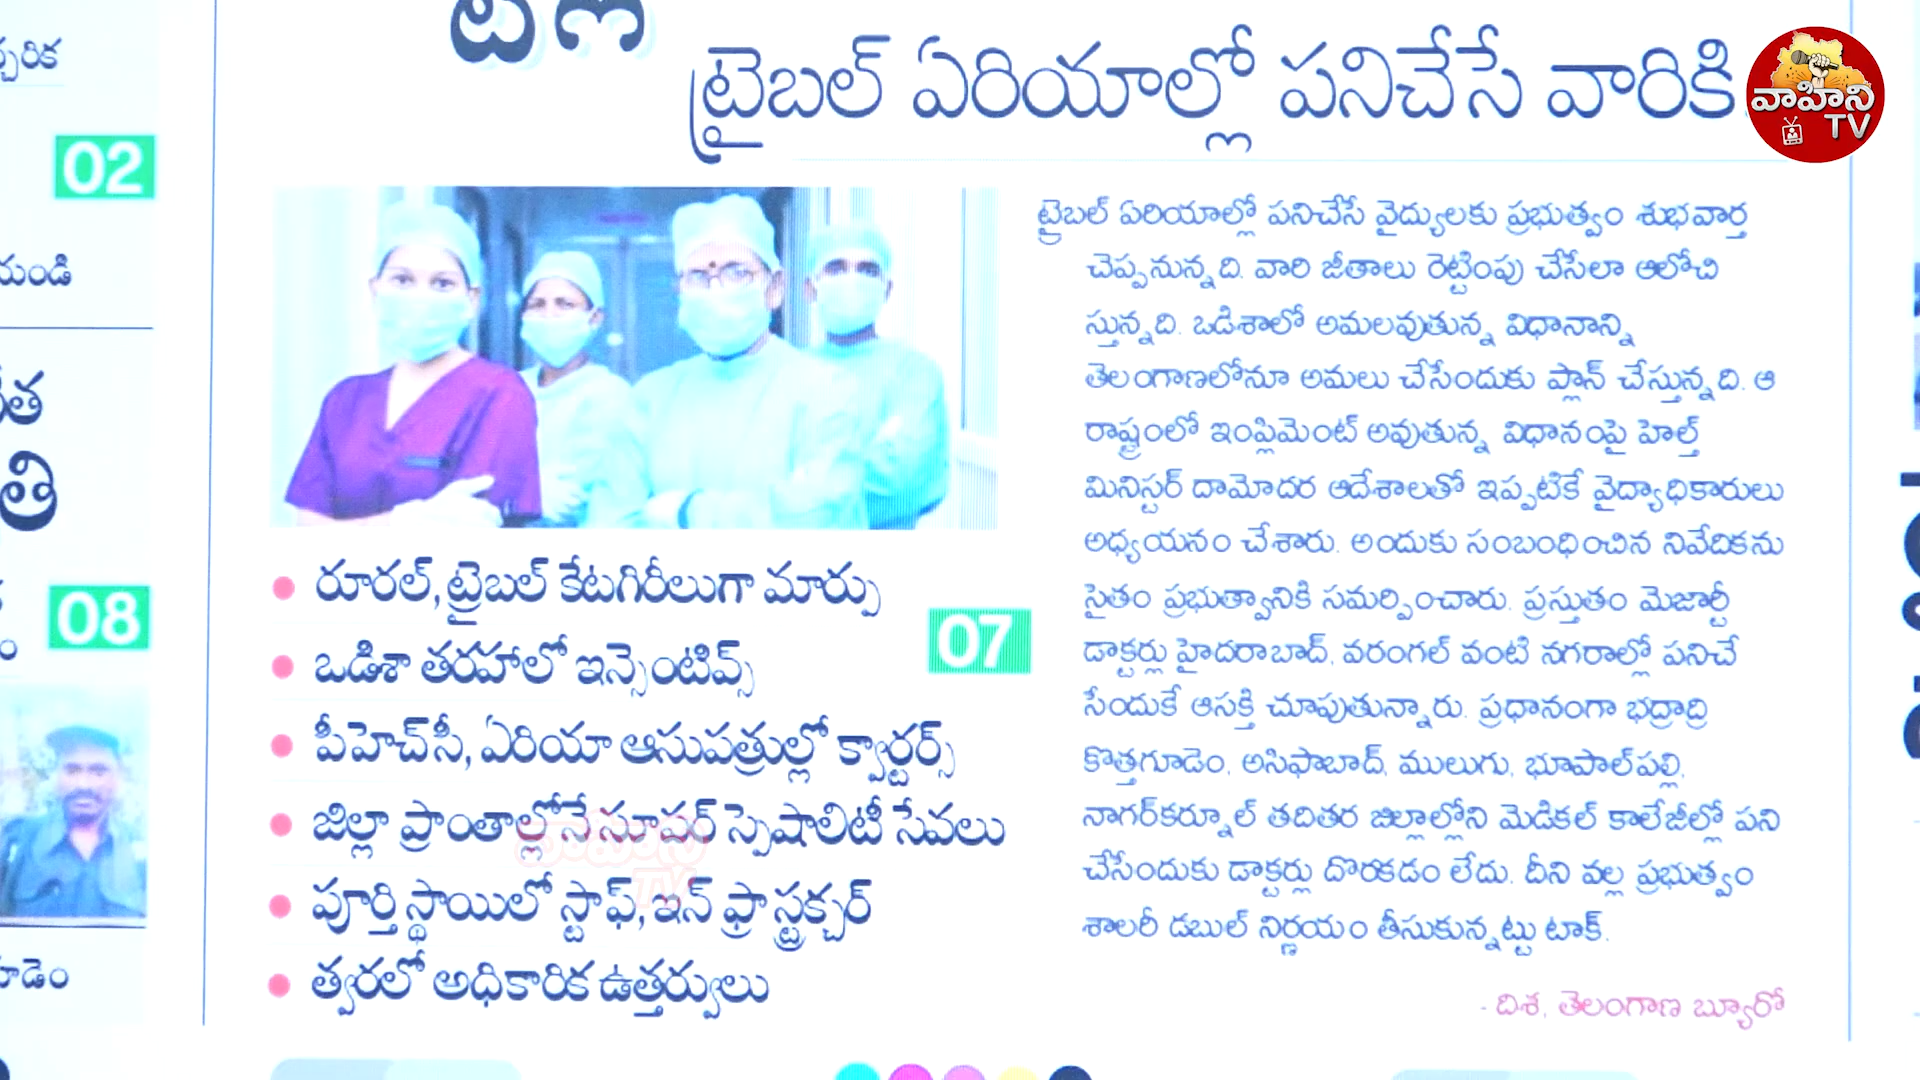 ట్రైబల్ ఏరియాల్లో పనిచేసే వారికి
వాహిని
TV
02
08
రూరల్, ట్రైబల్ కేటగిరీలుగా మార్పు
ఒడిశా తరహాలో ఇన్సెంటివ్స్
07
పీహెచ్‌సీ, ఏరియా ఆసుపత్రుల్లో క్వార్టర్స్
జిల్లా ప్రాంతాల్లోనే సూపర్ స్పెషాలిటీ సేవలు
పూర్తి స్థాయిలో స్టాఫ్, ఇన్ ఫ్రాస్ట్రక్చర్
త్వరలో అధికారిక ఉత్తర్వులు
ట్రైబల్ ఏరియాల్లో పనిచేసే వైద్యులకు ప్రభుత్వం శుభవార్త
చెప్పనున్నది. వారి జీతాలు రెట్టింపు చేసేలా ఆలోచి
స్తున్నది. ఒడిశాలో అమలవుతున్న విధానాన్ని
తెలంగాణలోనూ అమలు చేసేందుకు ప్లాన్ చేస్తున్నది. ఆ
రాష్ట్రంలో ఇంప్లిమెంట్ అవుతున్న విధానంపై హెల్త్
మినిస్టర్ దామోదర ఆదేశాలతో ఇప్పటికే వైద్యాధికారులు
అధ్యయనం చేశారు. అందుకు సంబంధించిన నివేదికను
సైతం ప్రభుత్వానికి సమర్పించారు. ప్రస్తుతం మెజార్టీ
డాక్టర్లు హైదరాబాద్, వరంగల్ వంటి నగరాల్లో పనిచే
సేందుకే ఆసక్తి చూపుతున్నారు. ప్రధానంగా భద్రాద్రి
కొత్తగూడెం, అసిఫాబాద్, ములుగు, భూపాల్‌పల్లి,
నాగర్‌కర్నూల్ తదితర జిల్లాల్లోని మెడికల్ కాలేజీల్లో పని
చేసేందుకు డాక్టర్లు దొరకడం లేదు. దీని వల్ల ప్రభుత్వం
శాలరీ డబుల్ నిర్ణయం తీసుకున్నట్టు టాక్.
- దిశ, తెలంగాణ బ్యూరో